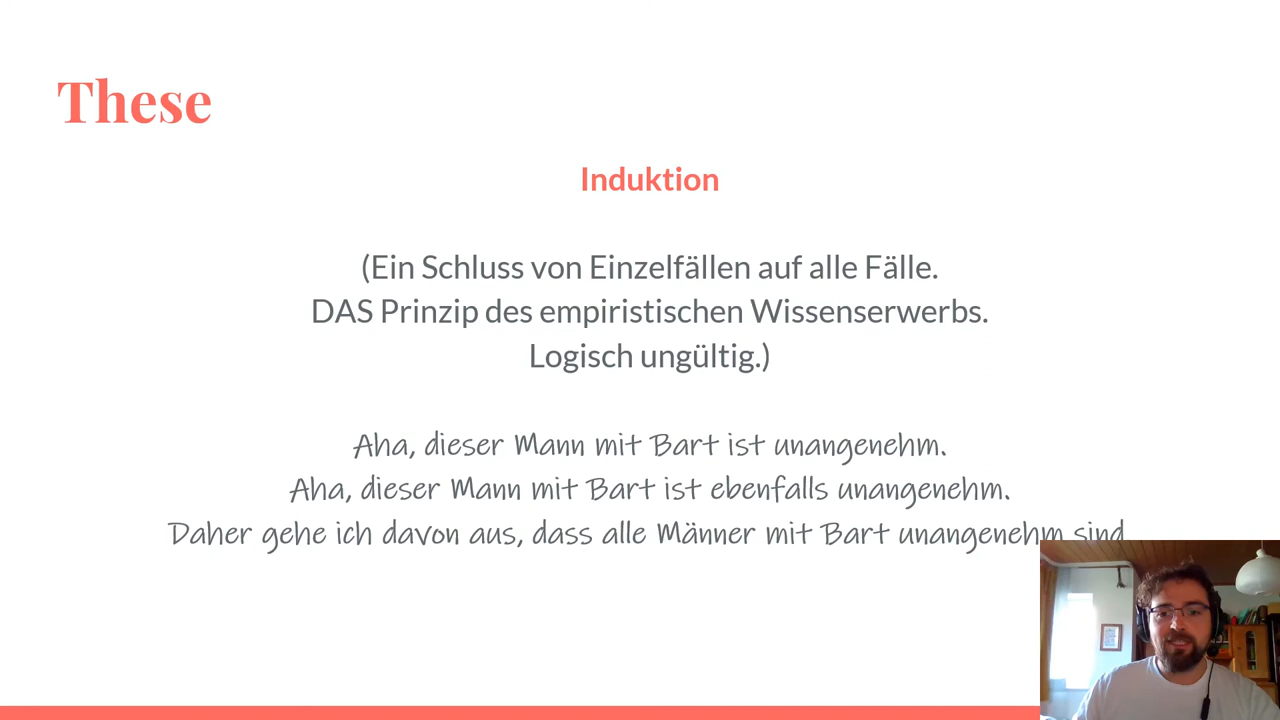 These
Induktion
(Ein Schluss von Einzelfällen auf alle Fälle.
DAS Prinzip des empiristischen Wissenserwerbs.
Logisch ungültig.)
Aha, dieser Mann mit Bart ist unangenehm.
Aha, dieser Mann mit Bart ist ebenfalls unangenehm.
Daher gehe ich davon aus, dass alle Männer mit Bart unangenehm sind